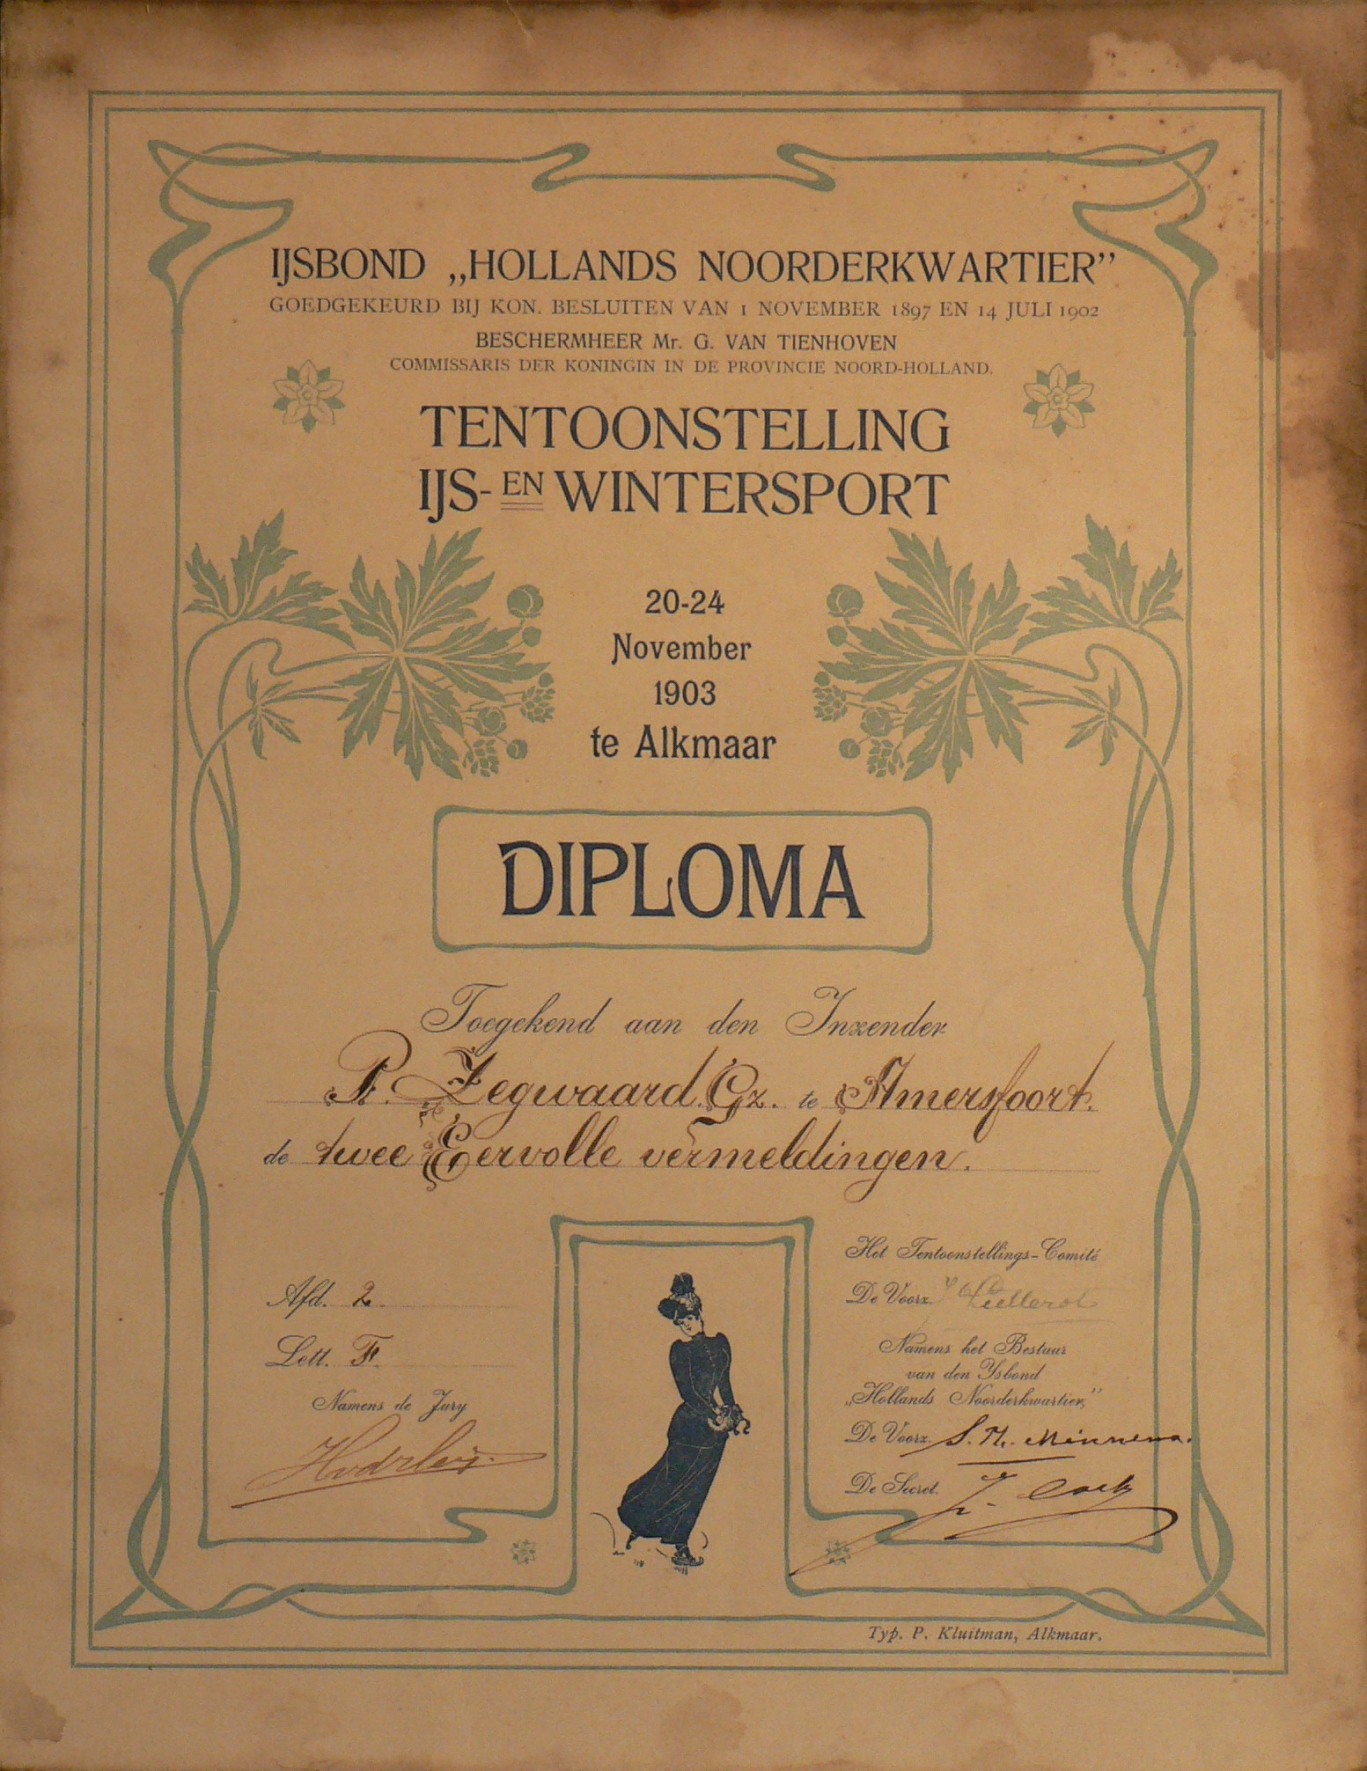 IJSBOND „HOLLANDS NOORDERKWARTIER”
GOEDGEKEURD BIJ KON. BESLUITEN VAN 1 NOVEMBER 1897 EN 14 JULI 1902
BESCHERMHEER Mr. G. VAN TIENHOVEN
COMMISSARIS DER KONINGIN IN DE PROVINCIE NOORD-HOLLAND.
TENTOONSTELLING
IJS- EN WINTERSPORT
20-24
November
1903
te Alkmaar
DIPLOMA
Toegekend aan den Inzender
P. Zegwaard. Gz. te Amersfoort.
de twee Eervolle vermeldingen.
Afd. 2.
Lett. F.
Namens de Jury
Het Tentoonstellings-Comité
De Voorz.
Namens het Bestuur
van den Ysbond
„Hollands Noorderkwartier,”
De Voorz. S. H. Minnema.
De Secret.
Typ. P. Kluitman, Alkmaar.